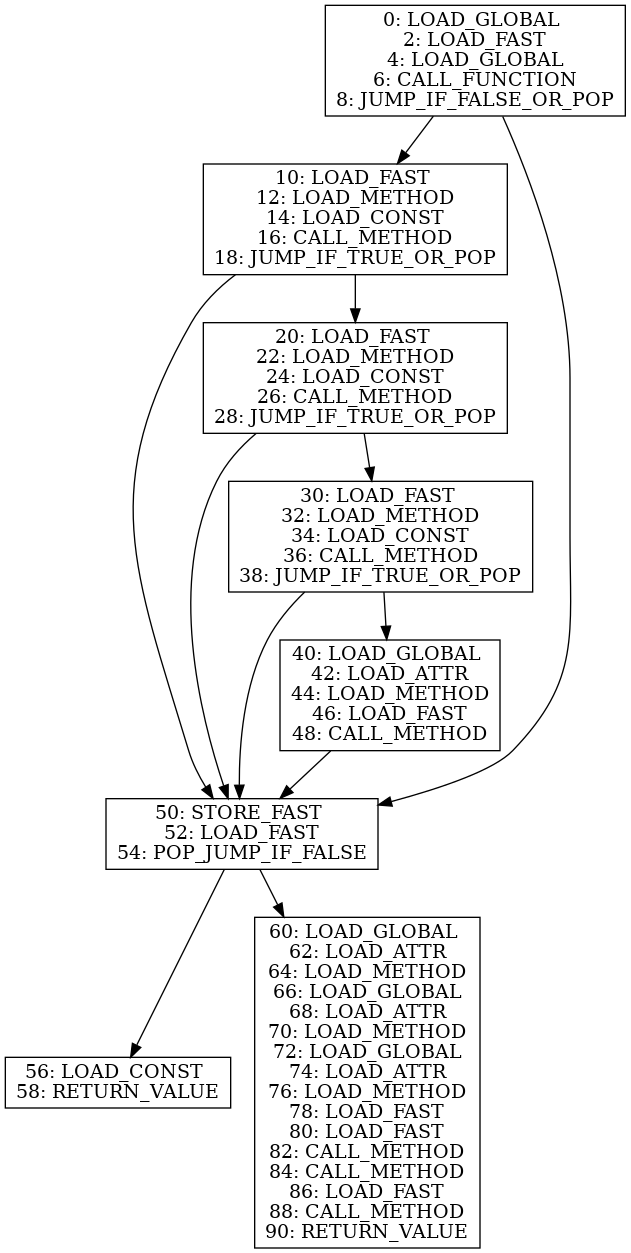 0: LOAD_GLOBAL
2: LOAD_FAST
4: LOAD_GLOBAL
6: CALL_FUNCTION
8: JUMP_IF_FALSE_OR_POP
10: LOAD_FAST
12: LOAD_METHOD
14: LOAD_CONST
16: CALL_METHOD
18: JUMP_IF_TRUE_OR_POP
20: LOAD_FAST
22: LOAD_METHOD
24: LOAD_CONST
26: CALL_METHOD
28: JUMP_IF_TRUE_OR_POP
30: LOAD_FAST
32: LOAD_METHOD
34: LOAD_CONST
36: CALL_METHOD
38: JUMP_IF_TRUE_OR_POP
40: LOAD_GLOBAL
42: LOAD_ATTR
44: LOAD_METHOD
46: LOAD_FAST
48: CALL_METHOD
50: STORE_FAST
52: LOAD_FAST
54: POP_JUMP_IF_FALSE
56: LOAD_CONST
58: RETURN_VALUE
60: LOAD_GLOBAL
62: LOAD_ATTR
64: LOAD_METHOD
66: LOAD_GLOBAL
68: LOAD_ATTR
70: LOAD_METHOD
72: LOAD_GLOBAL
74: LOAD_ATTR
76: LOAD_METHOD
78: LOAD_FAST
80: LOAD_FAST
82: CALL_METHOD
84: CALL_METHOD
86: LOAD_FAST
88: CALL_METHOD
90: RETURN_VALUE